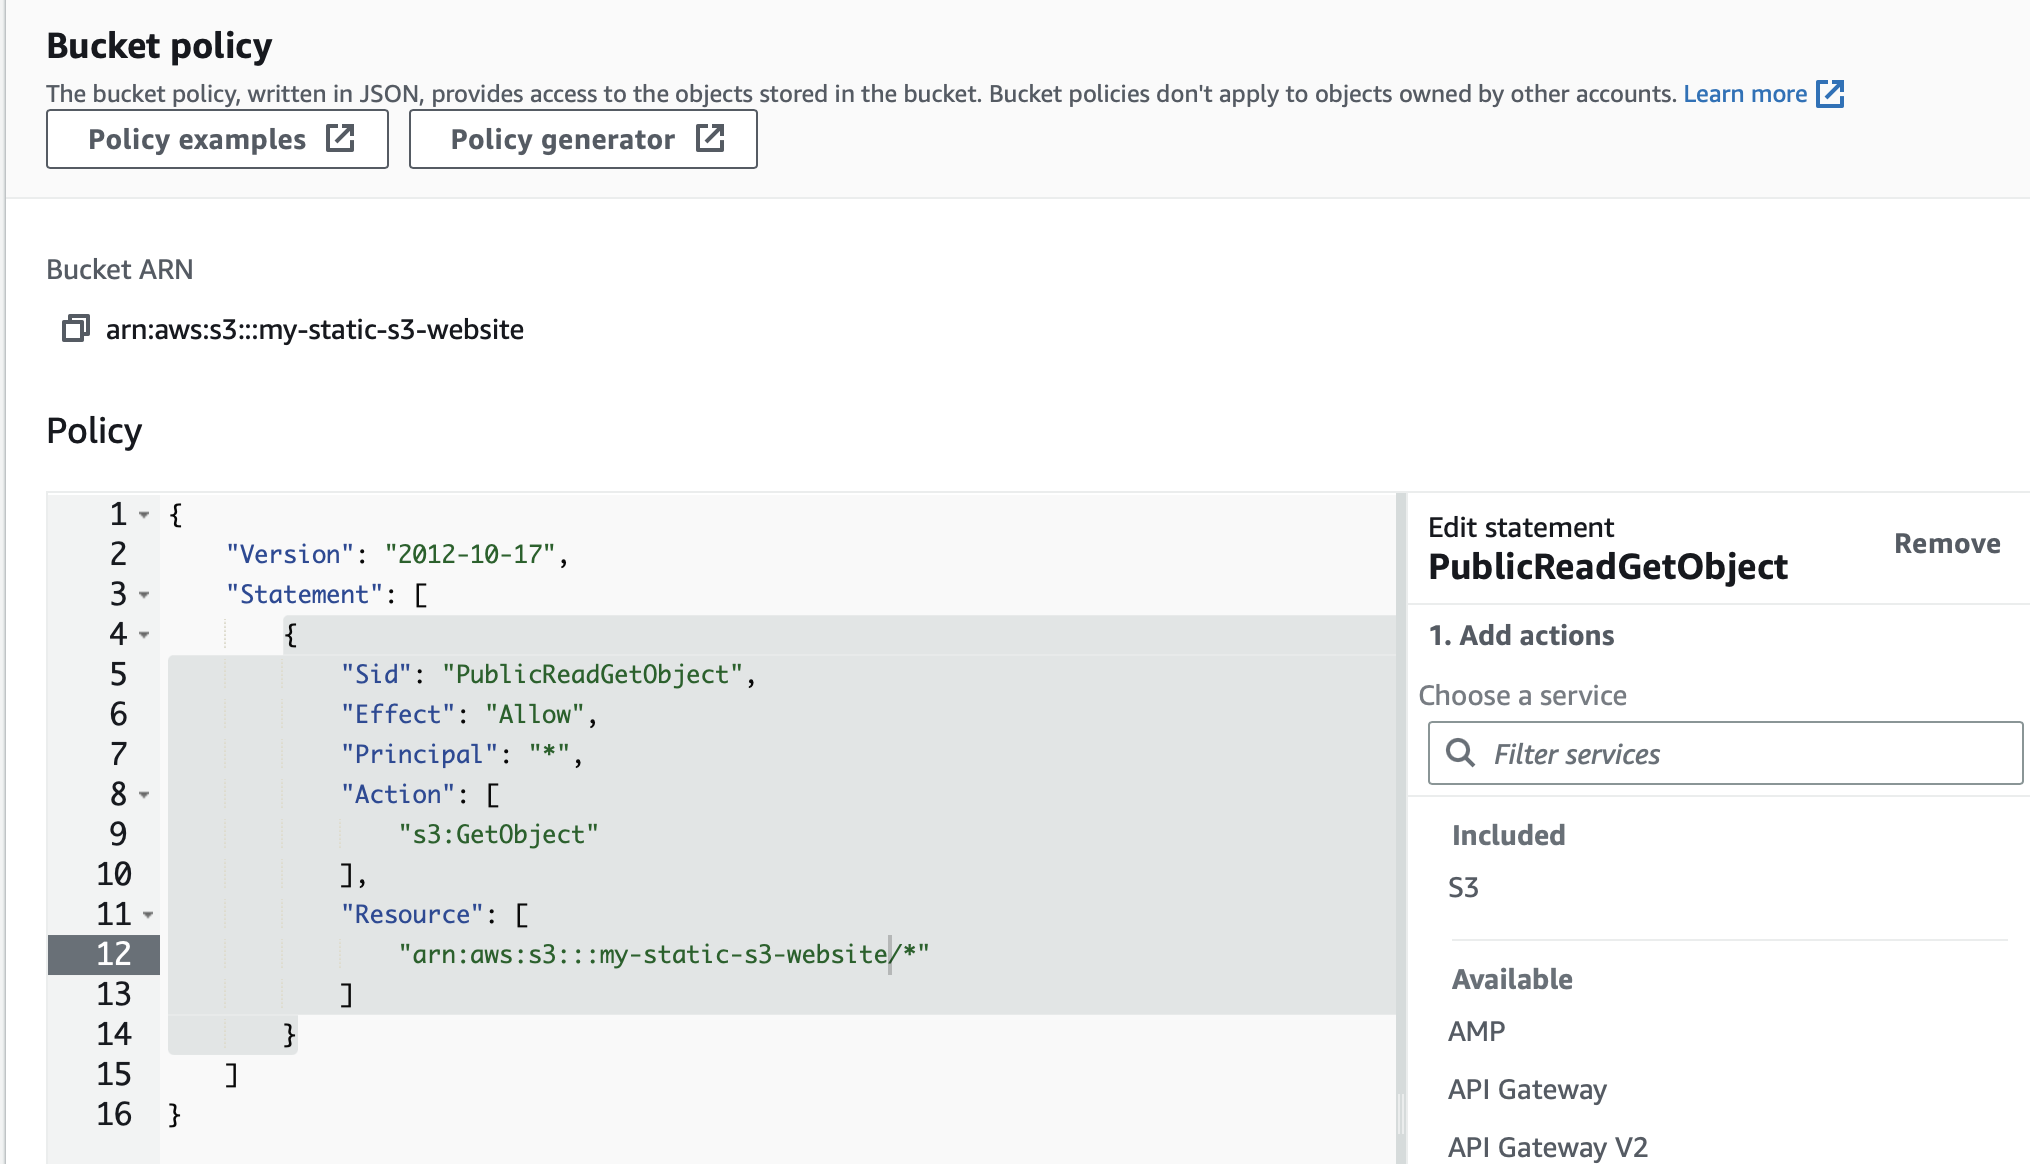 Bucket policy
The bucket policy, written in JSON, provides access to the objects stored in the bucket. Bucket policies don't apply to objects owned by other accounts. Learn more
Policy examples Policy generator
Bucket ARN
arn:aws:s3:::my-static-s3-website
Policy
1 {
2     "Version": "2012-10-17",
3     "Statement": [
4         {
5             "Sid": "PublicReadGetObject",
6             "Effect": "Allow",
7             "Principal": "*",
8             "Action": [
9                 "s3:GetObject"
10             ],
11             "Resource": [
12                 "arn:aws:s3:::my-static-s3-website/*"
13             ]
14         }
15     ]
16 }
Edit statement
PublicReadGetObject
Remove
1. Add actions
Choose a service
Filter services
Included
S3
Available
AMP
API Gateway
API Gateway V2